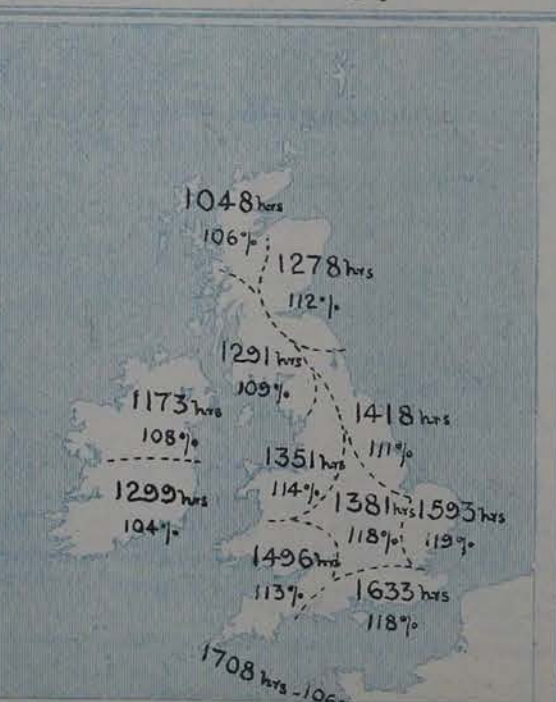 1048 hrs
106%
1278 hrs
112%
1291 hrs
109%
1173 hrs
108%
1418 hrs
111%
1351 hrs
114%
1299 hrs
104%
1381 hrs
118%
1593 hrs
119%
1496 hrs
113%
1633 hrs
118%
1708 hrs - 106%